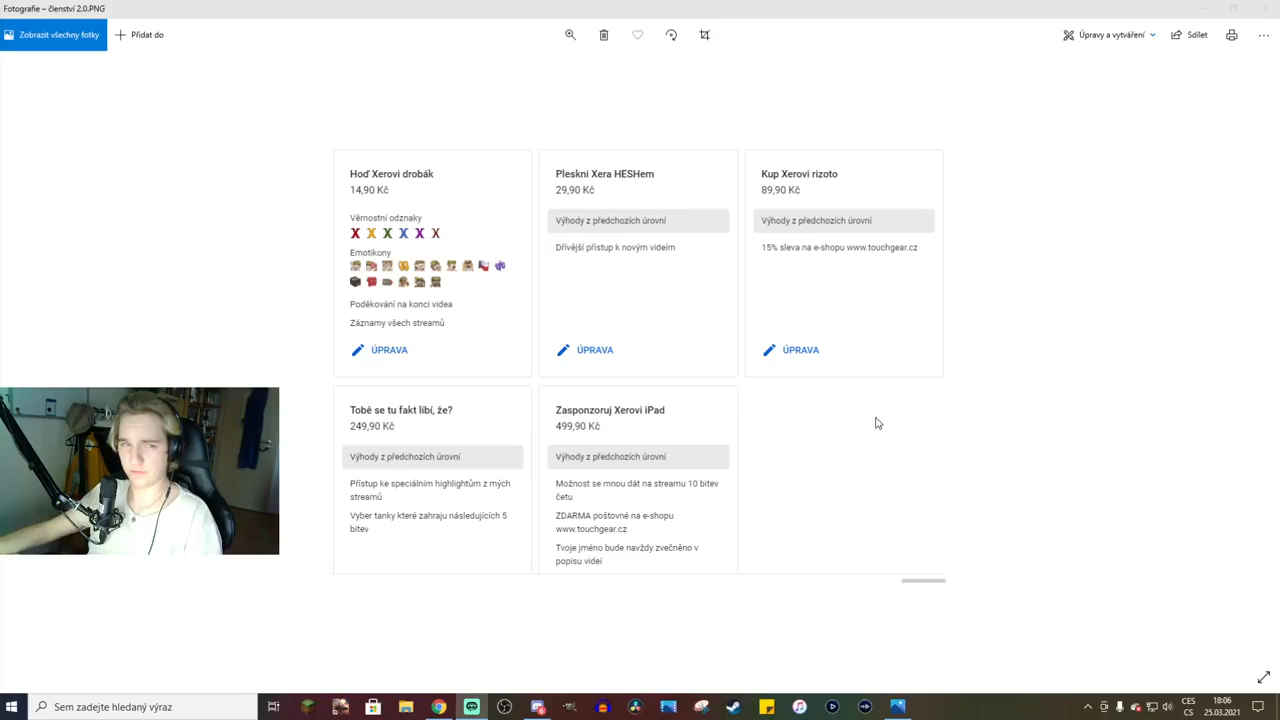 Fotografie – členství 2.0.PNG
Zobrazit všechny fotky
Přidat do
Úpravy a vytváření
Sdílet
Hoď Xerovi drobák
14,90 Kč
Věrnostní odznaky
X X X X X X
Emotikony
Poděkování na konci videa
Záznamy všech streamů
ÚPRAVA
Pleskni Xera HESHem
29,90 Kč
Výhody z předchozích úrovní
Dřívější přístup k novým videím
ÚPRAVA
Kup Xerovi rizoto
89,90 Kč
Výhody z předchozích úrovní
15% sleva na e-shopu www.touchgear.cz
ÚPRAVA
Tobě se tu fakt líbí, že?
249,90 Kč
Výhody z předchozích úrovní
Přístup ke speciálním highlightům z mých
streamů
Vyber tanky které zahraju následujících 5
bitev
Zasponzoruj Xerovi iPad
499,90 Kč
Výhody z předchozích úrovní
Možnost se mnou dát na streamu 10 bitev
četu
ZDARMA poštovné na e-shopu
www.touchgear.cz
Tvoje jméno bude navždy zvečněno v
popisu videí
Sem zadejte hledaný výraz
CES
CS
18:06
25.03.2021